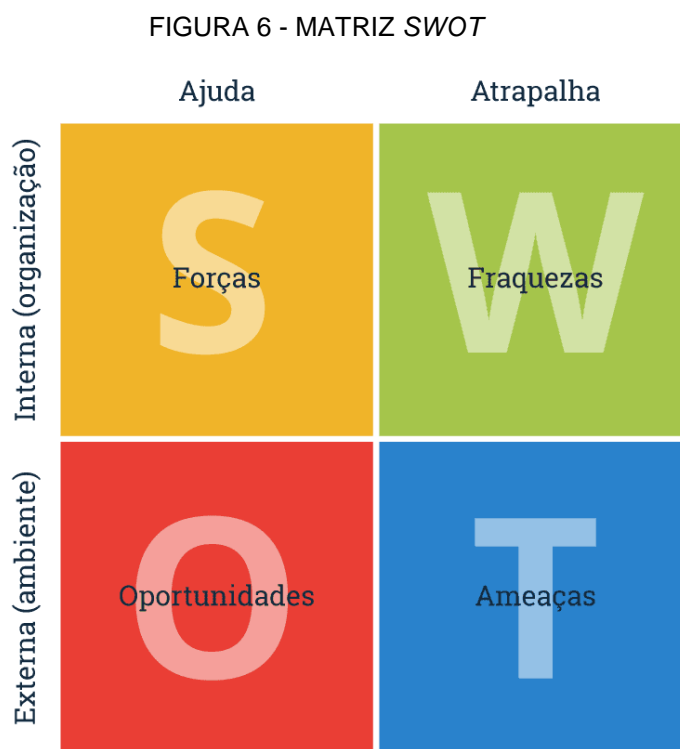 FIGURA 6 - MATRIZ SWOT
Ajuda
Atrapalha
Interna (organização)
S
Forças
W
Fraquezas
Externa (ambiente)
O
Oportunidades
T
Ameaças